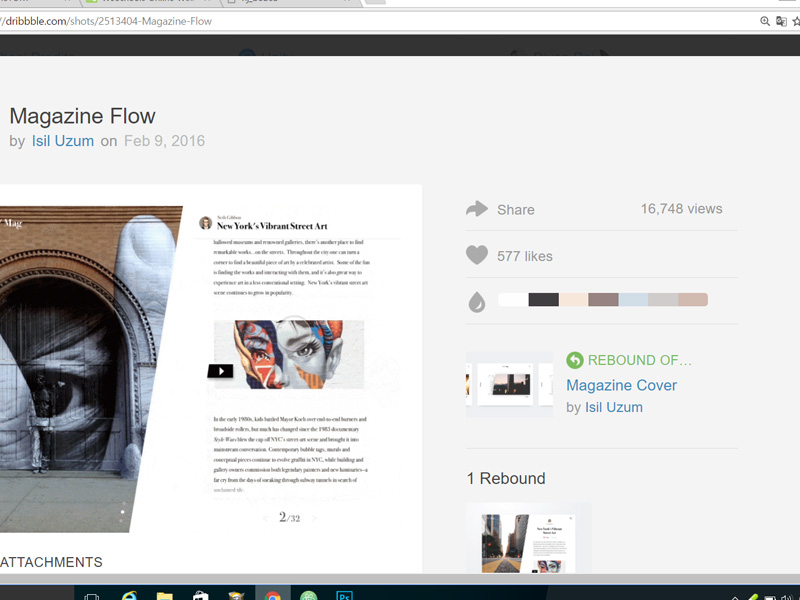 //dribbble.com/shots/2513404-Magazine-Flow
Magazine Flow
by Isil Uzum on Feb 9, 2016
Mag
Seth Gibbon
New York's Vibrant Street Art
hallowed museums and renowned galleries, there's another place to find
remarkable works...on the streets. Throughout the city one can turn a
corner to find a beautiful piece of art by a celebrated artist. Some of the fun
is finding the works and interacting with them, and it's also great way to
experience art in a less conventional setting. New York's vibrant street art
scene continues to grow in popularity.
In the early 1980s, kids battled Mayor Koch over end-to-end burners and
broadside rollers, but much has changed since the 1983 documentary
Style Wars blew the cap off NYC's street art scene and brought it into
mainstream conversation. Contemporary bubble tags, murals and
conceptual pieces continue to evolve graffiti in NYC, while building and
gallery owners commission both legendary painters and new luminaries–a
far cry from the days of sneaking through subway tunnels in search of
unclaimed tile.
2/32
ATTACHMENTS
Share
16,748 views
577 likes
REBOUND OF…
Magazine Cover
by Isil Uzum
1 Rebound
New York's Vibrant
Street Art
Ps